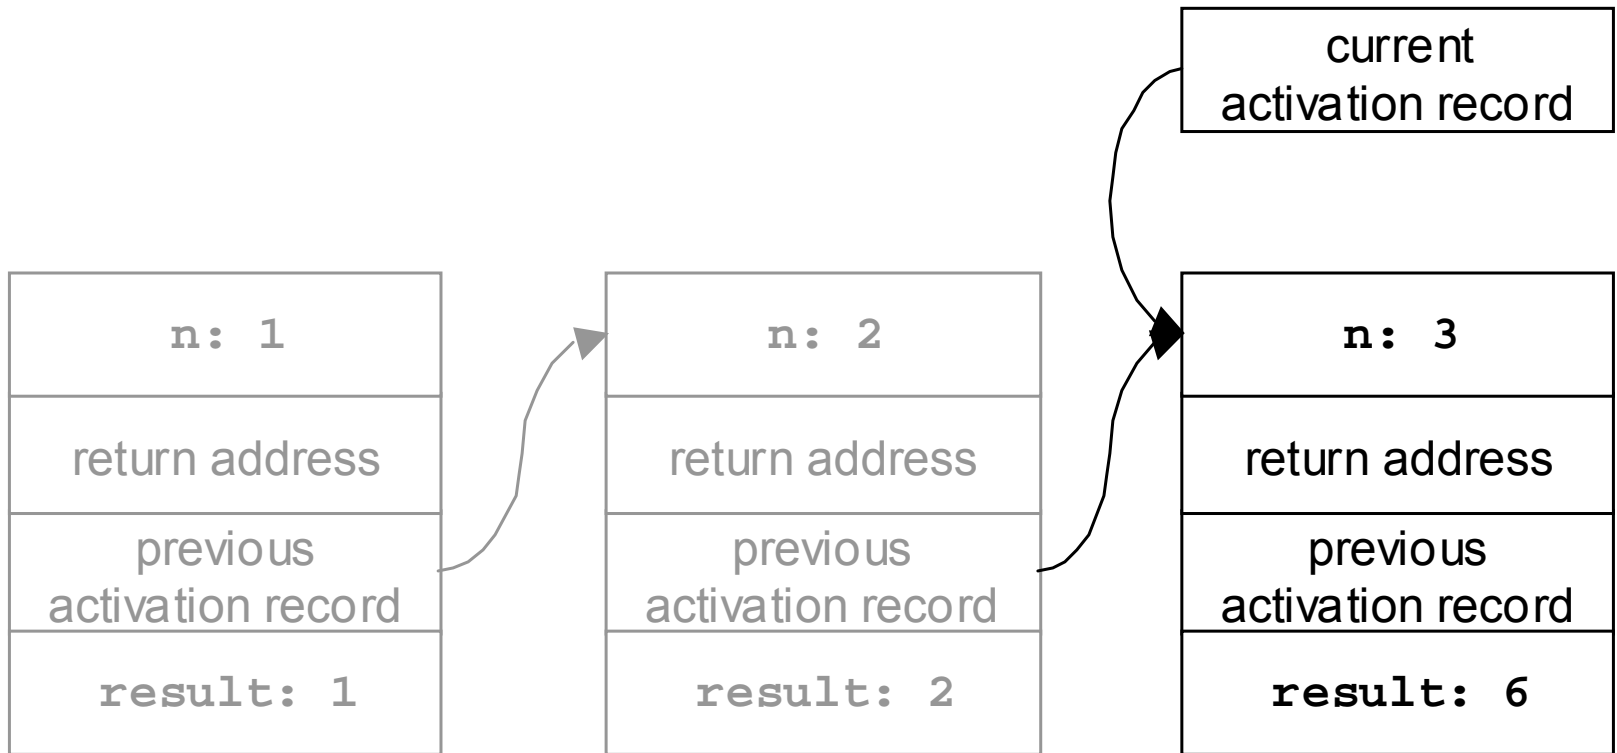 current
activation record
n: 1
return address
previous
activation record
result: 1
n: 2
return address
previous
activation record
result: 2
n: 3
return address
previous
activation record
result: 6